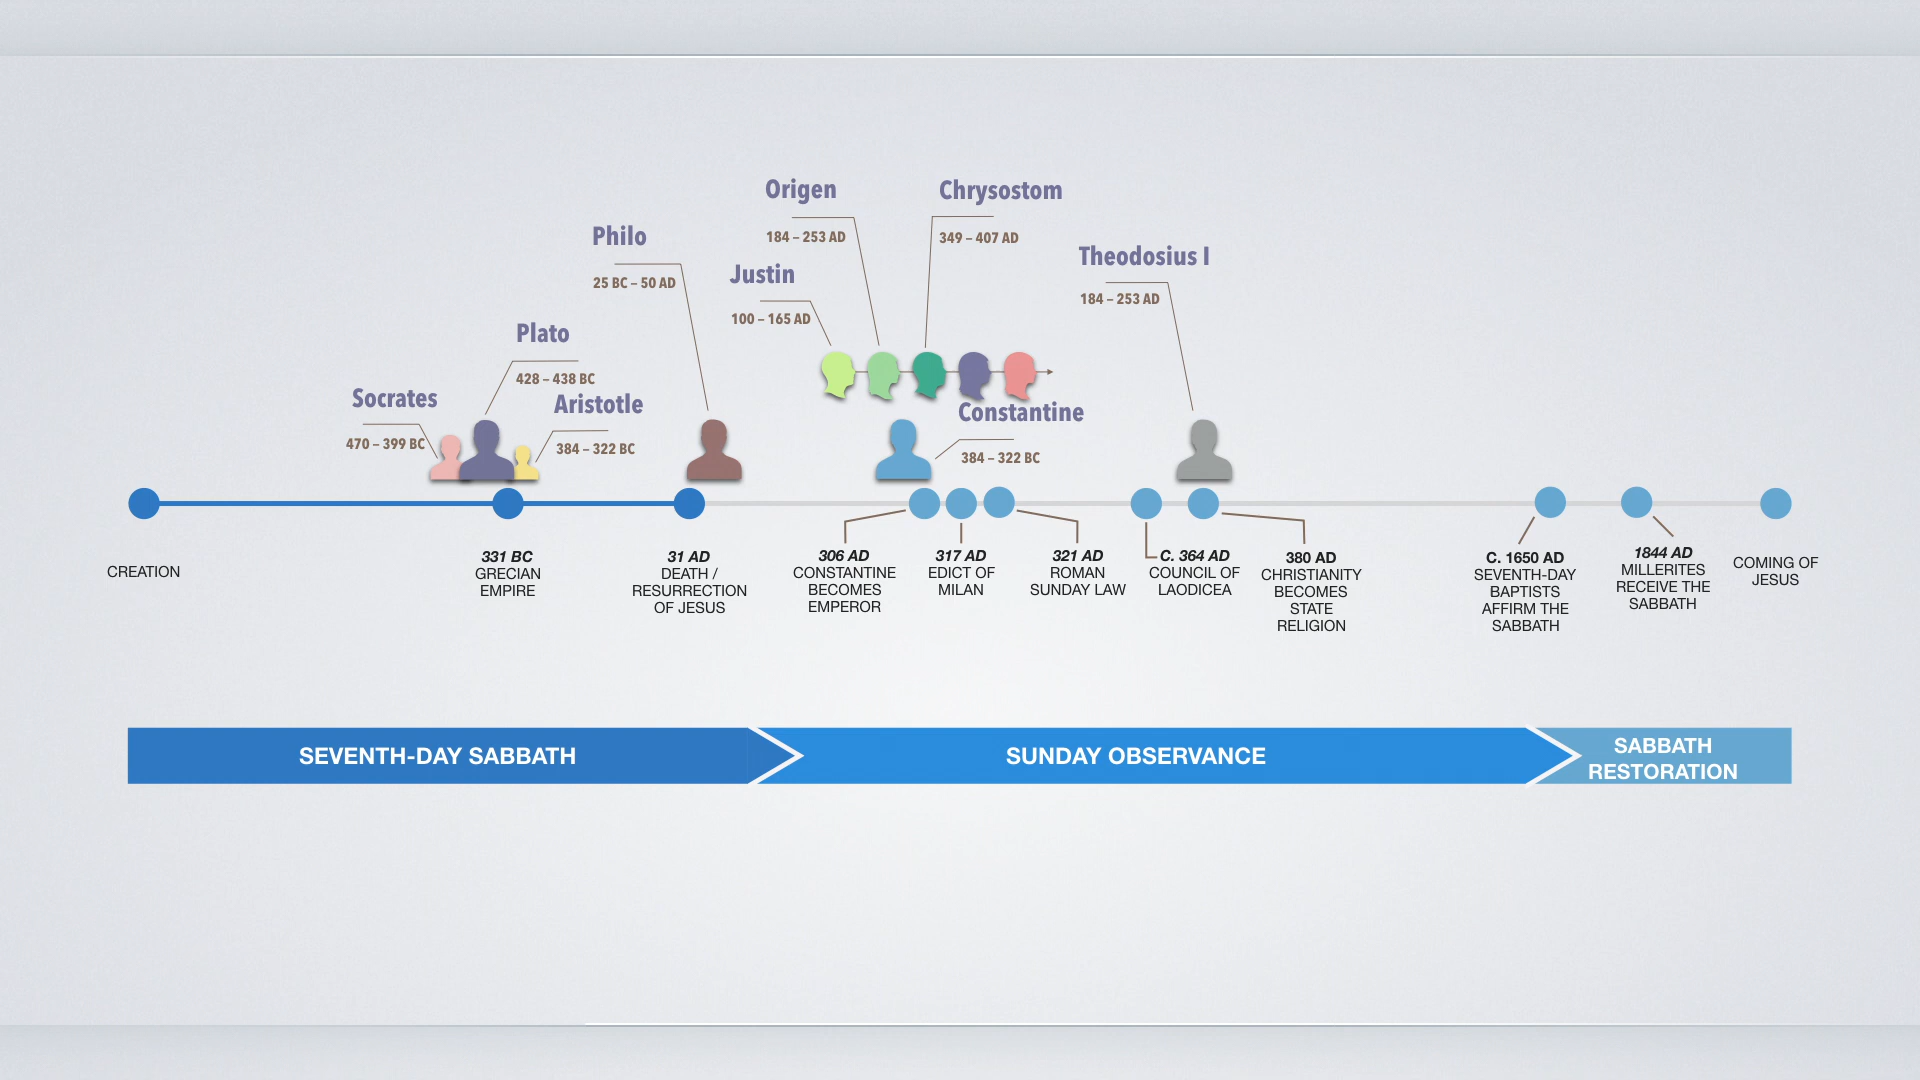 Origen
184 – 253 AD
Chrysostom
349 – 407 AD
Philo
25 BC – 50 AD
Theodosius I
184 – 253 AD
Justin
100 – 165 AD
Plato
428 – 438 BC
Socrates
470 – 399 BC
Aristotle
384 – 322 BC
Constantine
384 – 322 BC
CREATION
331 BC
GRECIAN
EMPIRE
31 AD
DEATH /
RESURRECTION
OF JESUS
306 AD
CONSTANTINE
BECOMES
EMPEROR
317 AD
EDICT OF
MILAN
321 AD
ROMAN
SUNDAY LAW
C. 364 AD
COUNCIL OF
LAODICEA
380 AD
CHRISTIANITY
BECOMES
STATE
RELIGION
C. 1650 AD
SEVENTH-DAY
BAPTISTS
AFFIRM THE
SABBATH
1844 AD
MILLERITES
RECEIVE THE
SABBATH
COMING OF
JESUS
SEVENTH-DAY SABBATH
SUNDAY OBSERVANCE
SABBATH
RESTORATION